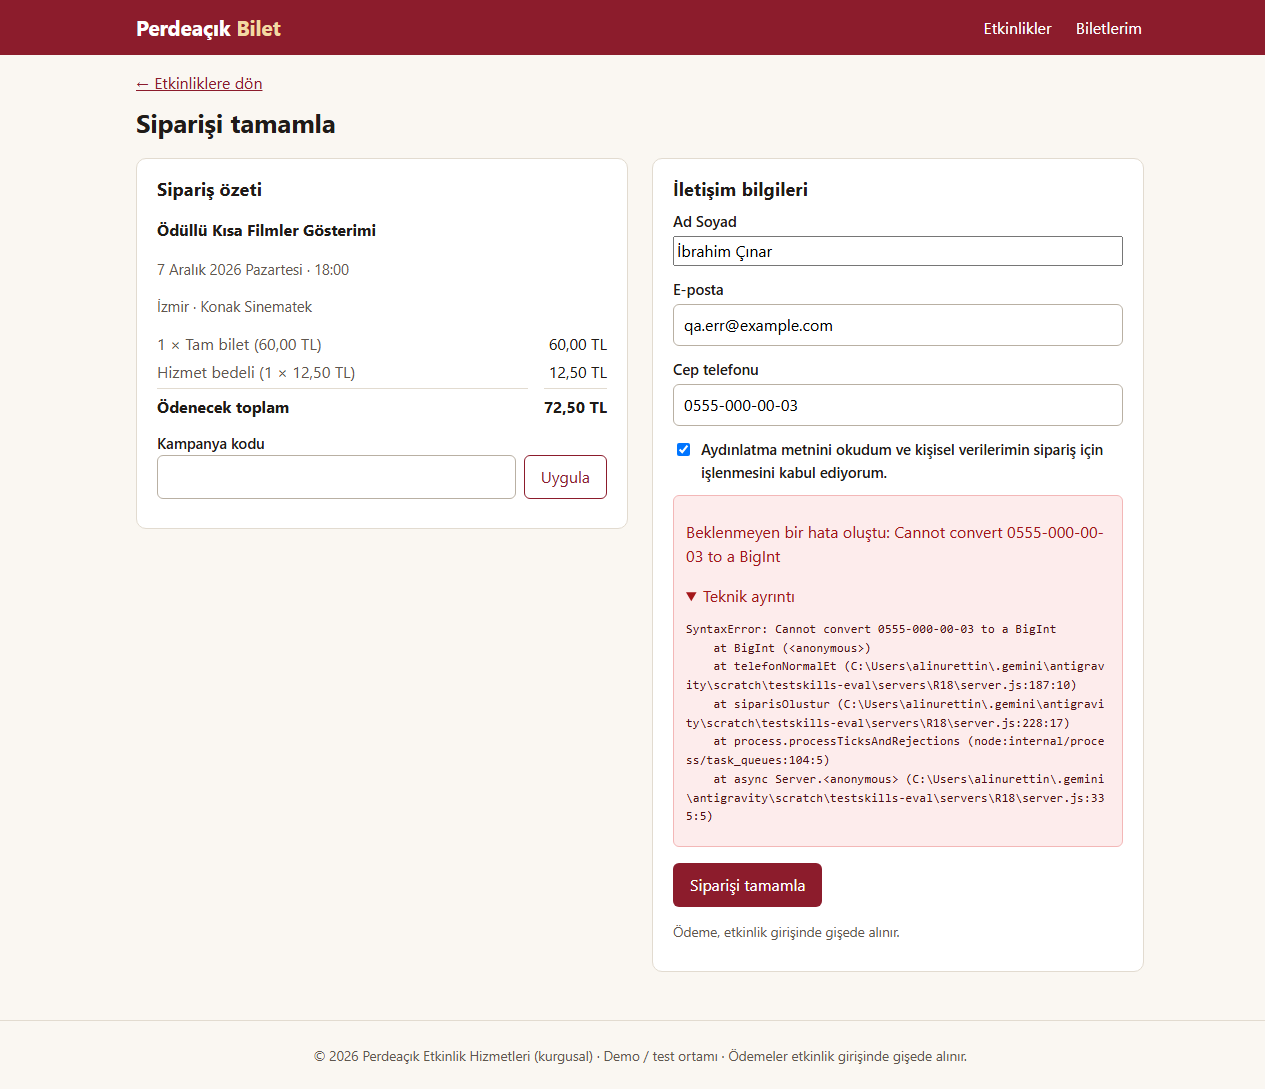 Perdeaçık Bilet
Etkinlikler
Biletlerim
← Etkinliklere dön
Siparişi tamamla
Sipariş özeti
Ödüllü Kısa Filmler Gösterimi
7 Aralık 2026 Pazartesi · 18:00
İzmir · Konak Sinematek
1 × Tam bilet (60,00 TL) 60,00 TL
Hizmet bedeli (1 × 12,50 TL) 12,50 TL
Ödenecek toplam 72,50 TL
Kampanya kodu
Uygula
İletişim bilgileri
Ad Soyad
İbrahim Çınar
E-posta
qa.err@example.com
Cep telefonu
0555-000-00-03
Aydınlatma metnini okudum ve kişisel verilerimin sipariş için
işlenmesini kabul ediyorum.
Beklenmeyen bir hata oluştu: Cannot convert 0555-000-00-
03 to a BigInt
▼ Teknik ayrıntı
SyntaxError: Cannot convert 0555-000-00-03 to a BigInt
    at BigInt (<anonymous>)
    at telefonNormalEt (C:\Users\alinurettin\.gemini\antigrav
ity\scratch\testskills-eval\servers\R18\server.js:187:10)
    at siparisOlustur (C:\Users\alinurettin\.gemini\antigravi
ty\scratch\testskills-eval\servers\R18\server.js:228:17)
    at process.processTicksAndRejections (node:internal/proce
ss/task_queues:104:5)
    at async Server.<anonymous> (C:\Users\alinurettin\.gemini
\antigravity\scratch\testskills-eval\servers\R18\server.js:33
5:5)
Siparişi tamamla
Ödeme, etkinlik girişinde gişede alınır.
© 2026 Perdeaçık Etkinlik Hizmetleri (kurgusal) · Demo / test ortamı · Ödemeler etkinlik girişinde gişede alınır.